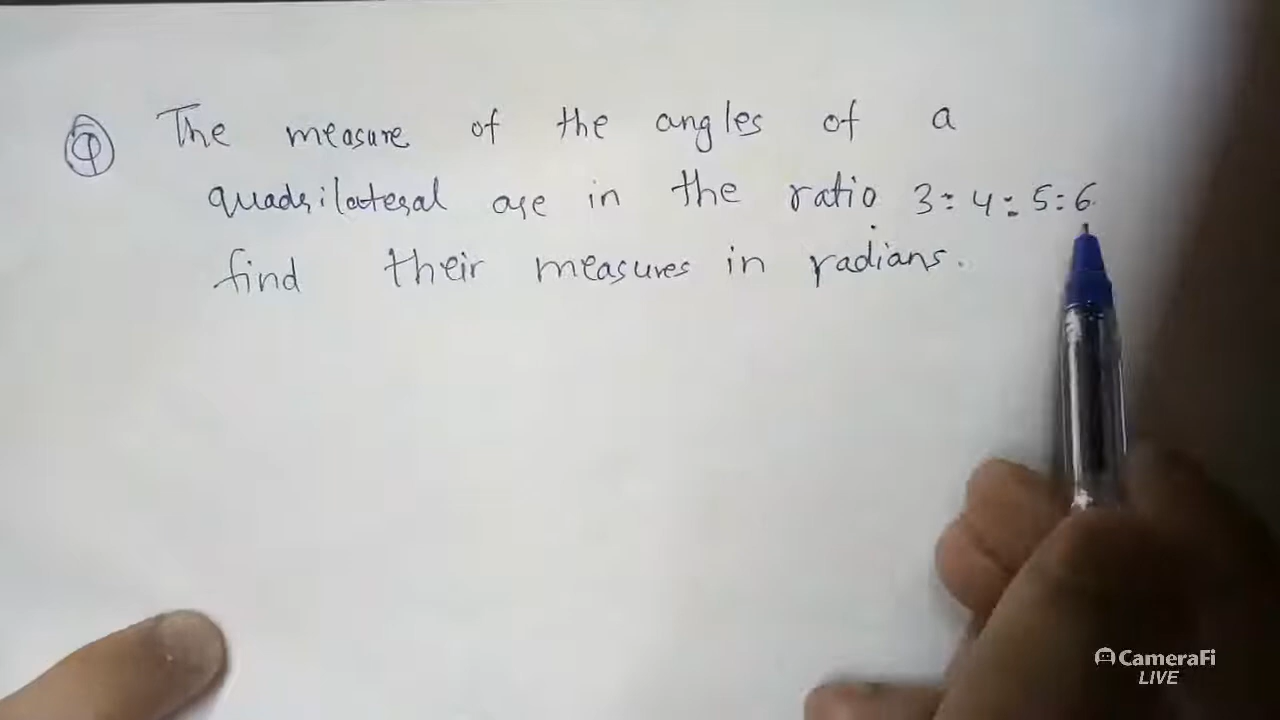 Q The measure of the angles of a
quadrilateral are in the ratio 3:4:5:6
find their measures in radians.
CameraFi
LIVE